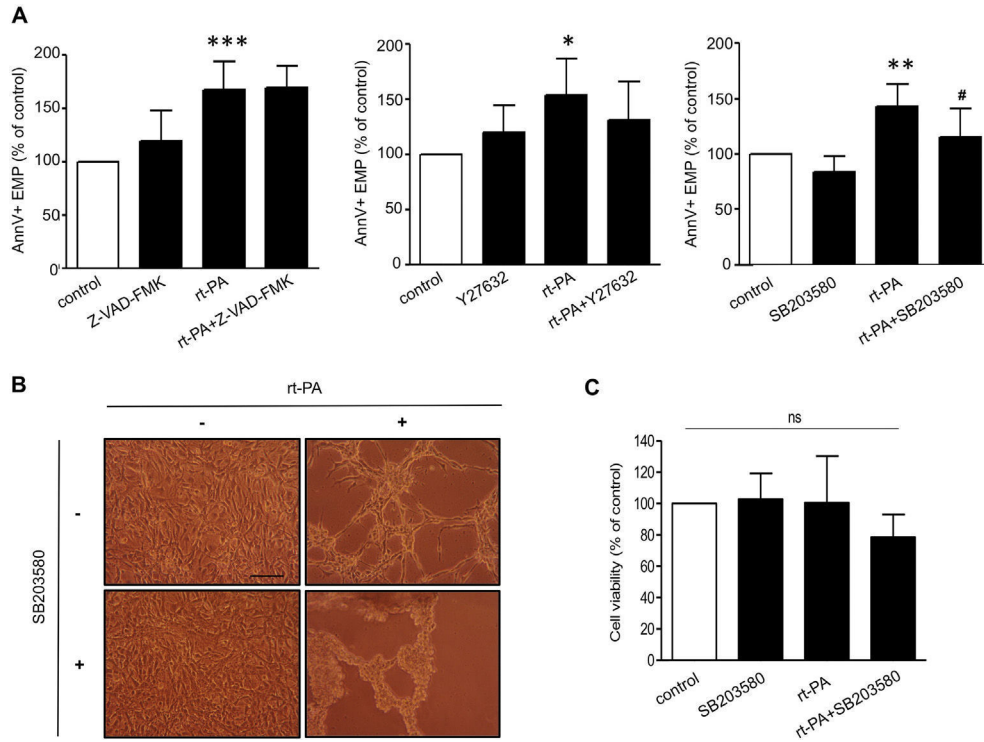 A
***
*
**
#
AnnV+ EMP (% of control)
200
150
100
50
0
control
Z-VAD-FMK
rt-PA
rt-PA+Z-VAD-FMK
AnnV+ EMP (% of control)
200
150
100
50
0
control
Y27632
rt-PA
rt-PA+Y27632
AnnV+ EMP (% of control)
200
150
100
50
0
control
SB203580
rt-PA
rt-PA+SB203580
B
rt-PA
-
+
SB203580
-
+
C
ns
Cell viability (% of control)
140
120
100
80
60
40
20
0
control
SB203580
rt-PA
rt-PA+SB203580